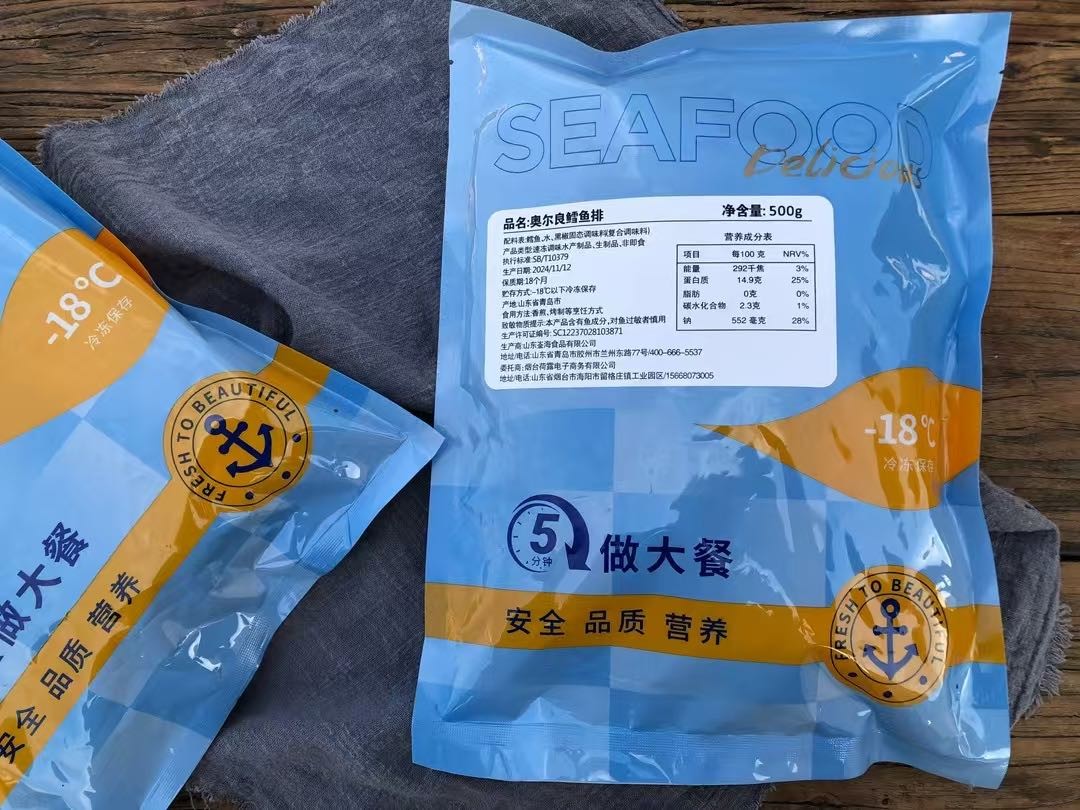 SEAFOOD
Delicious
品名:奥尔良鳕鱼排
净含量: 500g
配料表:鳕鱼、水、黑椒固态调味料(复合调味料)
产品类型:速冻调味水产制品、生制品、非即食
执行标准:SB/T10379
生产日期: 2024/11/12
保质期:18个月
贮存方式:-18℃以下冷冻保存
产地:山东省青岛市
食用方法:香煎、烤制等烹饪方式
致敏物质提示:本产品含有鱼成分,对鱼过敏者慎用
生产许可证编号: SC12237028103871
生产商:山东崟海食品有限公司
地址/电话:山东省青岛市胶州市兰州东路77号/400-666-5537
委托商: 烟台荷露电子商务有限公司
地址/电话:山东省烟台市海阳市留格庄镇工业园区/15668073005
营养成分表
项目 每100 克 NRV%
能量 292千焦 3%
蛋白质 14.9克 25%
脂肪 0克 0%
碳水化合物 2.3克 1%
钠 552 毫克 28%
-18℃
冷冻保存
5
分钟
做大餐
安全 品质 营养
FRESH TO BEAUTIFUL
-18℃
冷冻保存
FRESH TO BEAUTIFUL
做大餐
安全 品质 营养